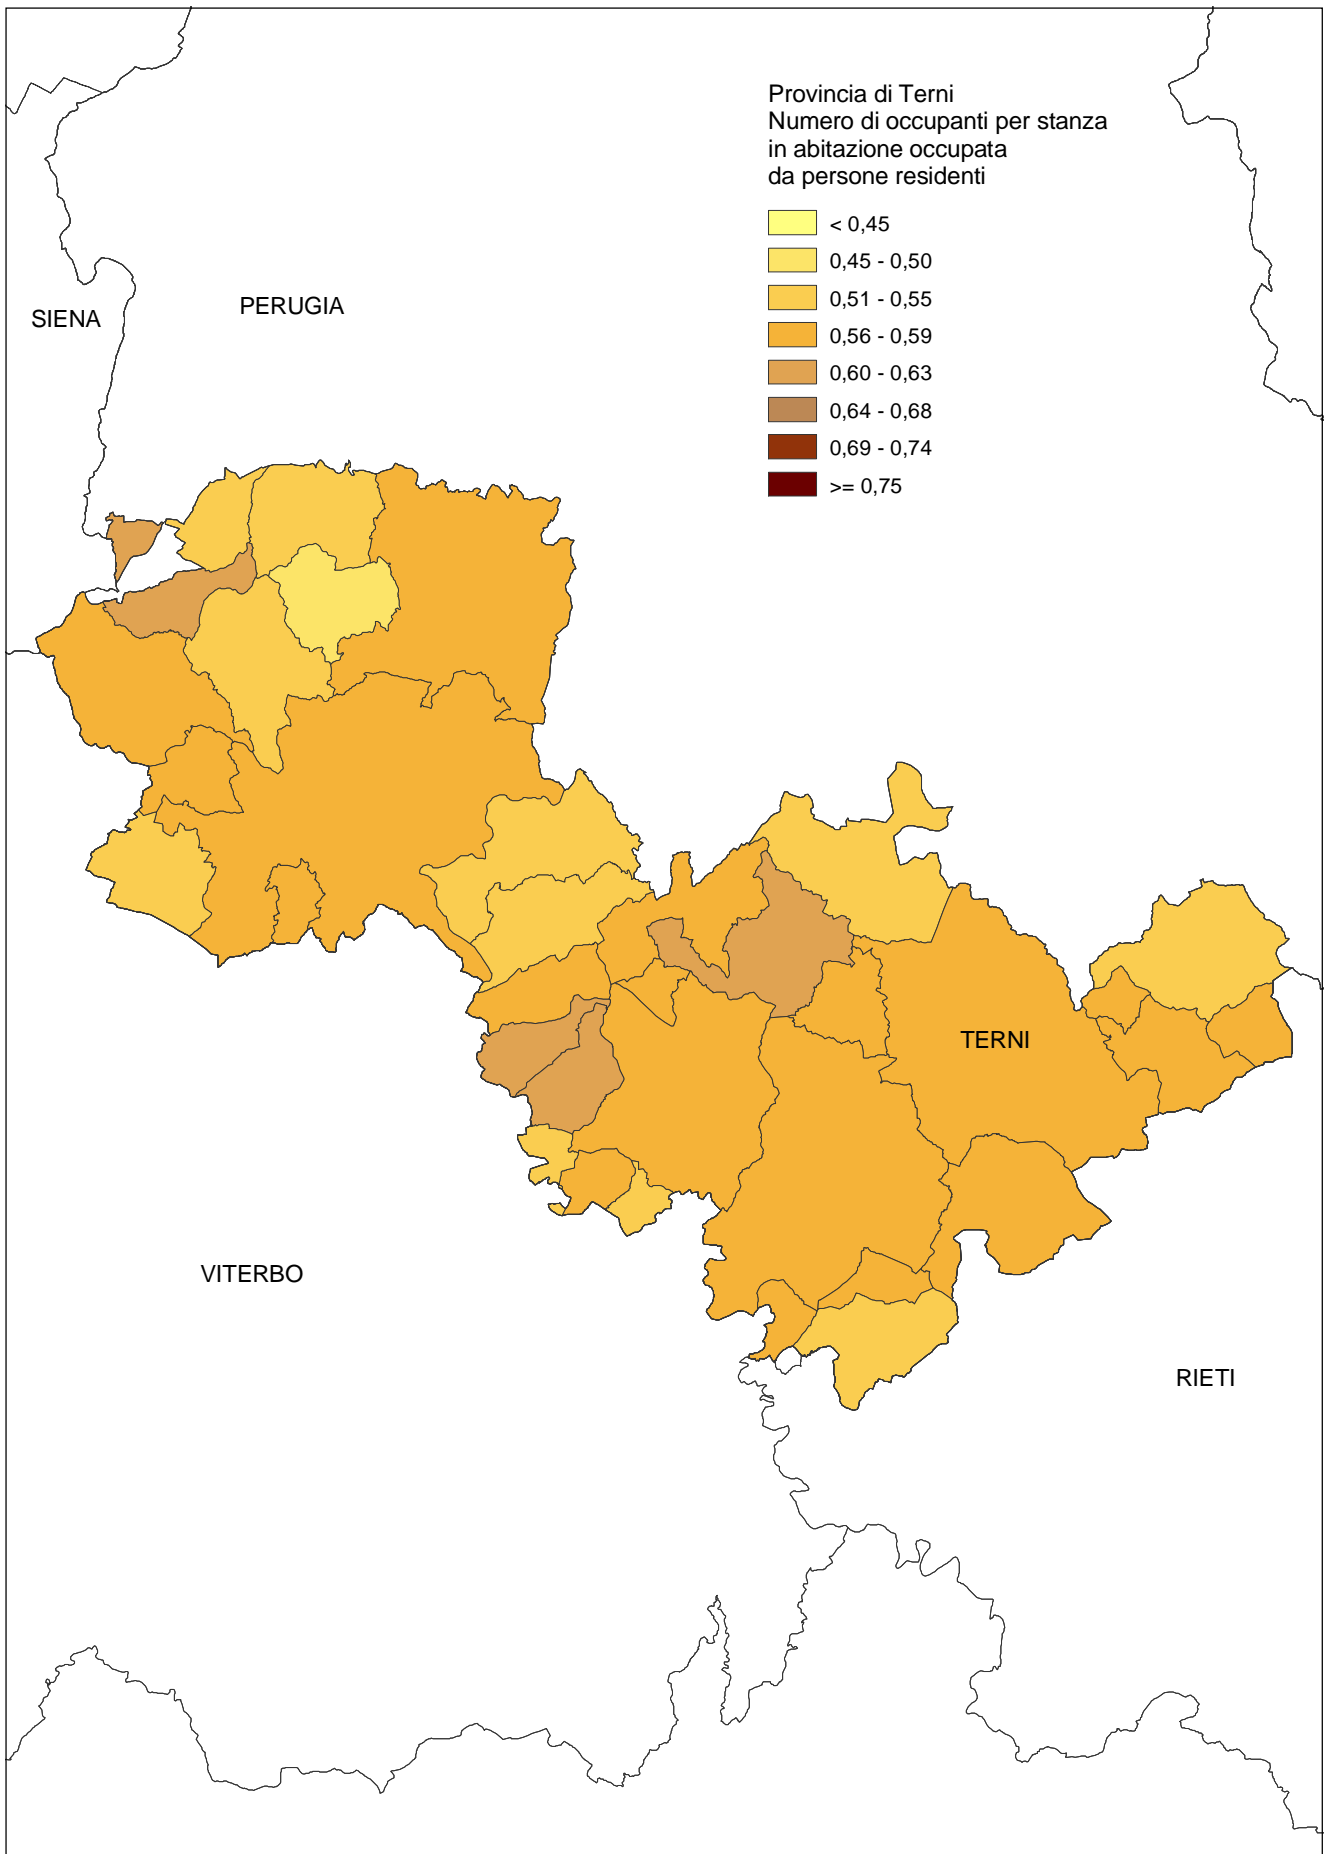 Provincia di Terni
Numero di occupanti per stanza
in abitazione occupata
da persone residenti
< 0,45
0,45 - 0,50
0,51 - 0,55
0,56 - 0,59
0,60 - 0,63
0,64 - 0,68
0,69 - 0,74
>= 0,75
PERUGIA
SIENA
TERNI
VITERBO
RIETI